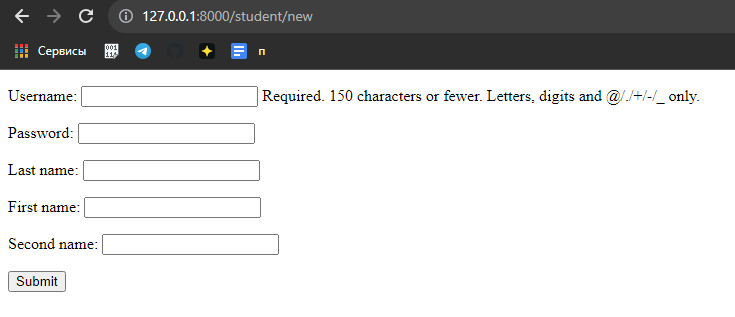 127.0.0.1:8000/student/new
Сервисы п
Username: Required. 150 characters or fewer. Letters, digits and @/./+/-/_ only.
Password:
Last name:
First name:
Second name:
Submit